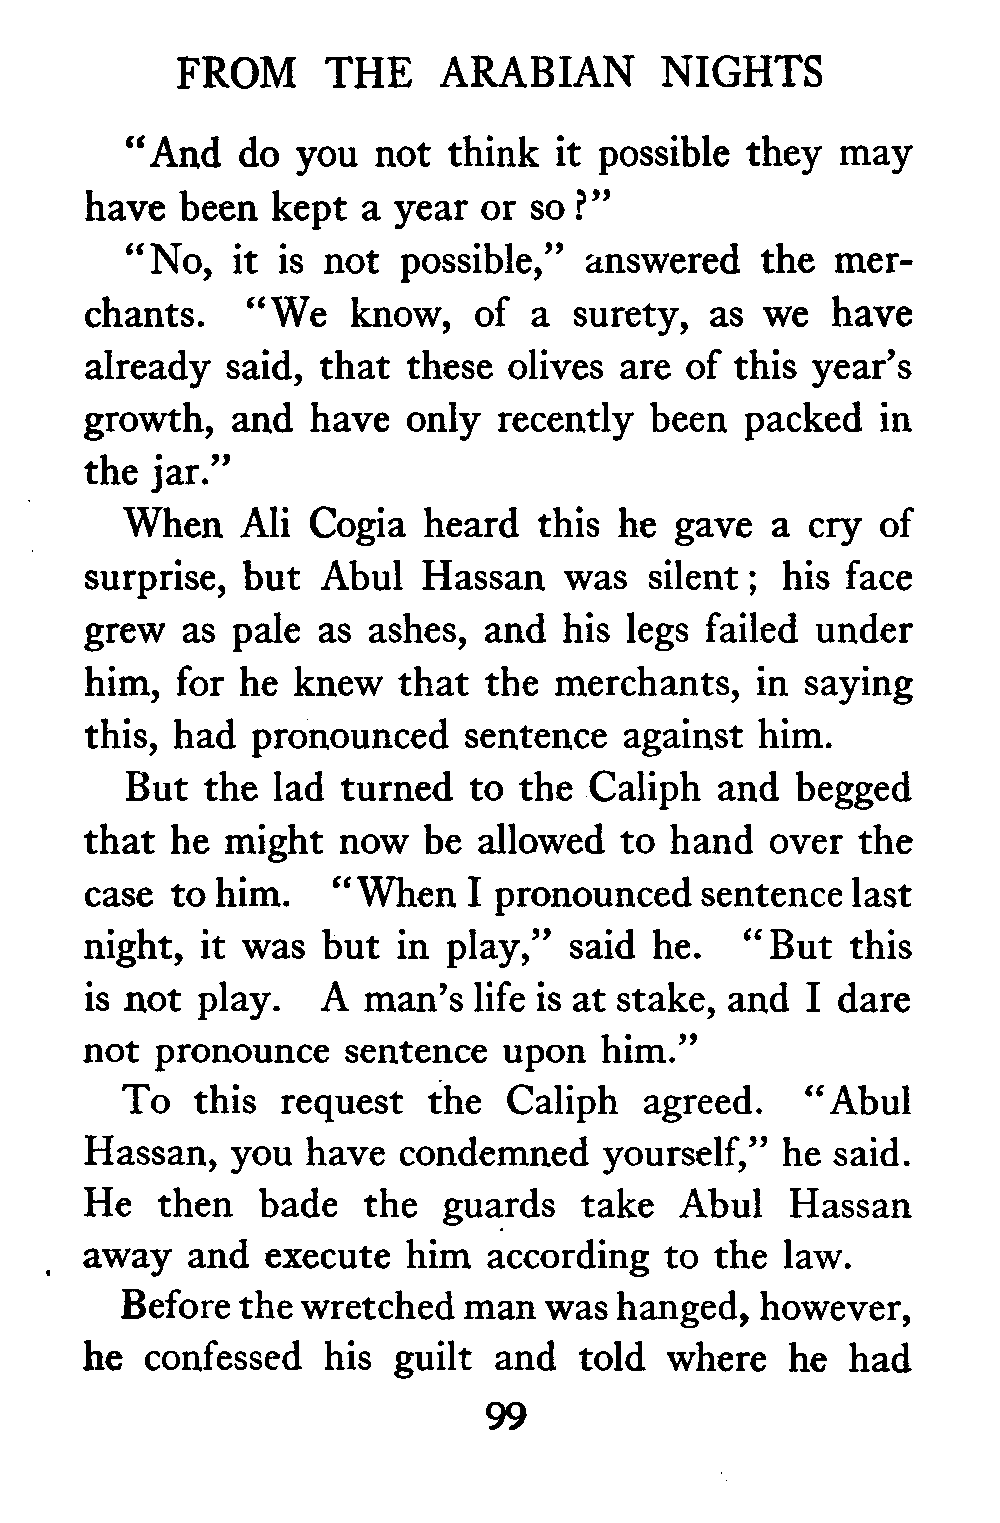 FROM THE ARABIAN NIGHTS
“And do you not think it possible they may
have been kept a year or so?”
“No, it is not possible,” answered the mer-
chants. “We know, of a surety, as we have
already said, that these olives are of this year’s
growth, and have only recently been packed in
the jar.”
When Ali Cogia heard this he gave a cry of
surprise, but Abul Hassan was silent; his face
grew as pale as ashes, and his legs failed under
him, for he knew that the merchants, in saying
this, had pronounced sentence against him.
But the lad turned to the Caliph and begged
that he might now be allowed to hand over the
case to him. “When I pronounced sentence last
night, it was but in play,” said he. “But this
is not play. A man’s life is at stake, and I dare
not pronounce sentence upon him.”
To this request the Caliph agreed. “Abul
Hassan, you have condemned yourself,” he said.
He then bade the guards take Abul Hassan
away and execute him according to the law.
Before the wretched man was hanged, however,
he confessed his guilt and told where he had
99